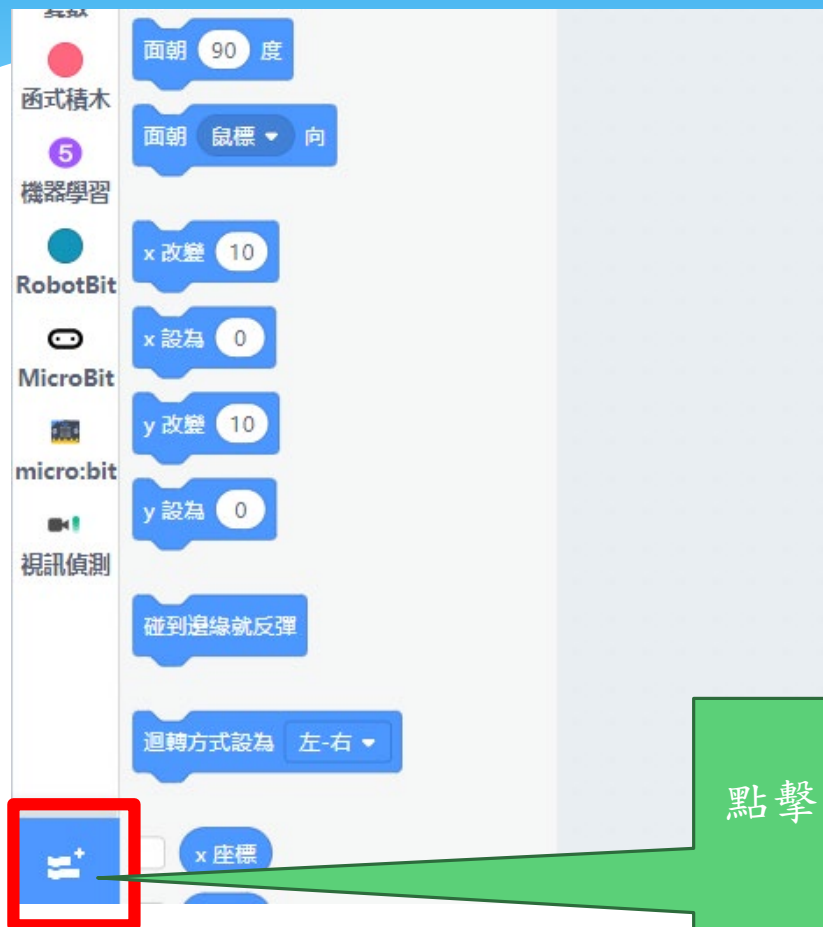 函式積木
5
機器學習
RobotBit
MicroBit
micro:bit
視訊偵測
面朝 90 度
面朝 鼠標 向
x 改變 10
x 設為 0
y 改變 10
y 設為 0
碰到邊緣就反彈
迴轉方式設為 左-右
x 座標
點擊